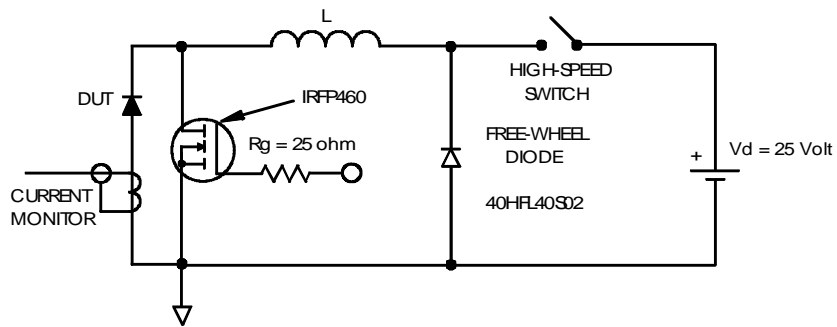 L
HIGH-SPEED
SWITCH
DUT
IRFP460
Rg = 25 ohm
FREE-WHEEL
DIODE
+
Vd = 25 Volt
40HFL40S02
CURRENT
MONITOR